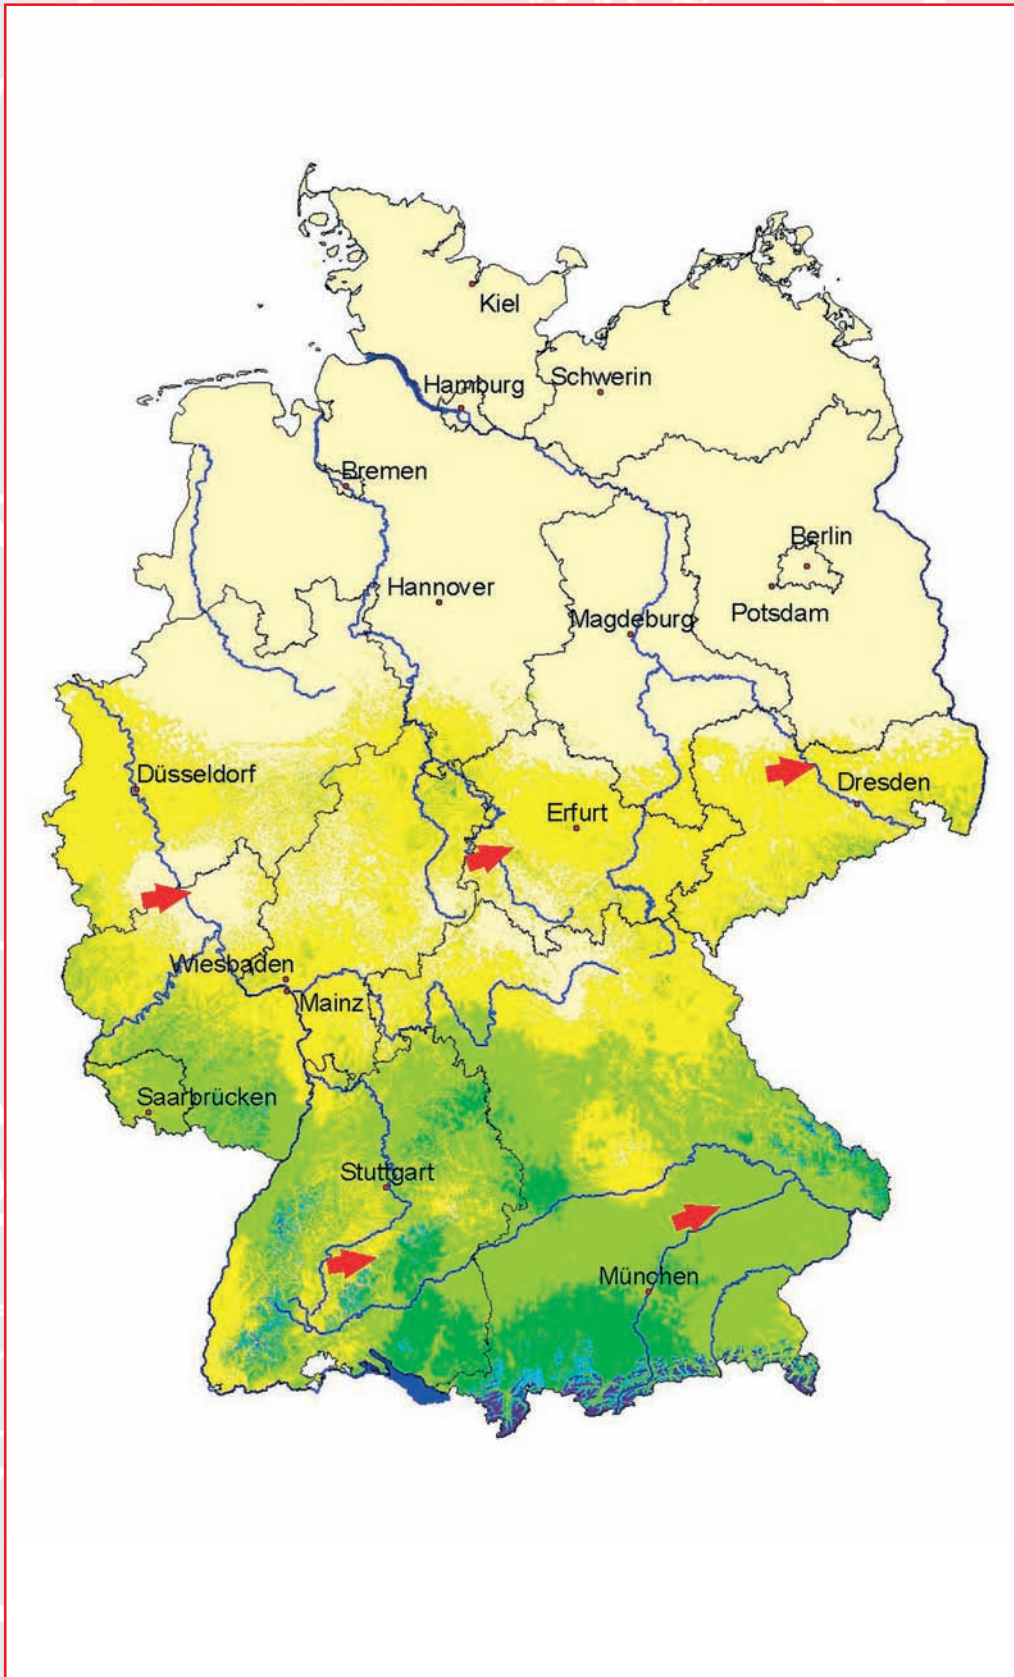 Kiel
Schwerin
Hamburg
Bremen
Berlin
Hannover
Potsdam
Magdeburg
Düsseldorf
Dresden
Erfurt
Wiesbaden
Mainz
Saarbrücken
Stuttgart
München